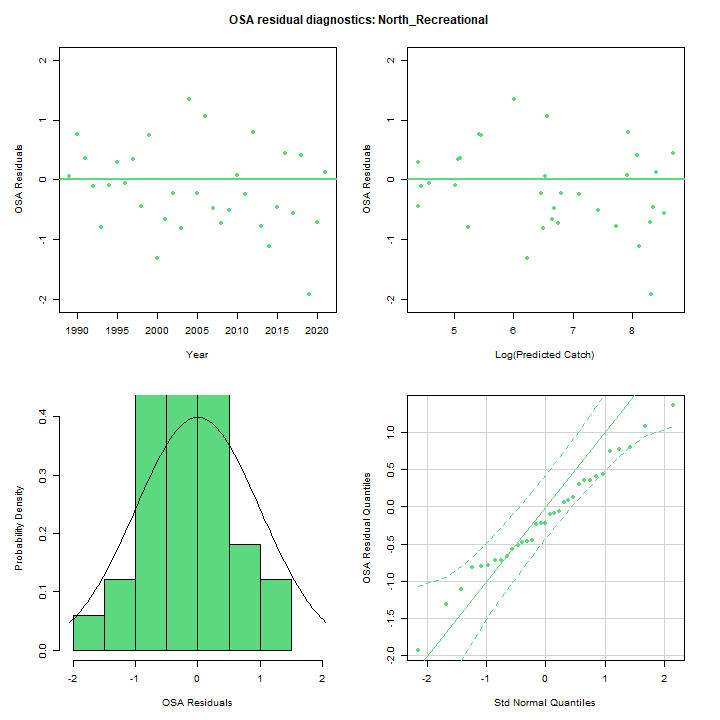 OSA residual diagnostics: North_Recreational
2
1
0
-1
-2
OSA Residuals
1990 1995 2000 2005 2010 2015 2020
Year
2
1
0
-1
-2
OSA Residuals
5 6 7 8
Log(Predicted Catch)
0.4
0.3
0.2
0.1
0.0
Probability Density
-2 -1 0 1 2
OSA Residuals
1.0
0.5
0.0
-0.5
-1.0
-1.5
-2.0
OSA Residual Quantiles
-2 -1 0 1 2
Std Normal Quantiles